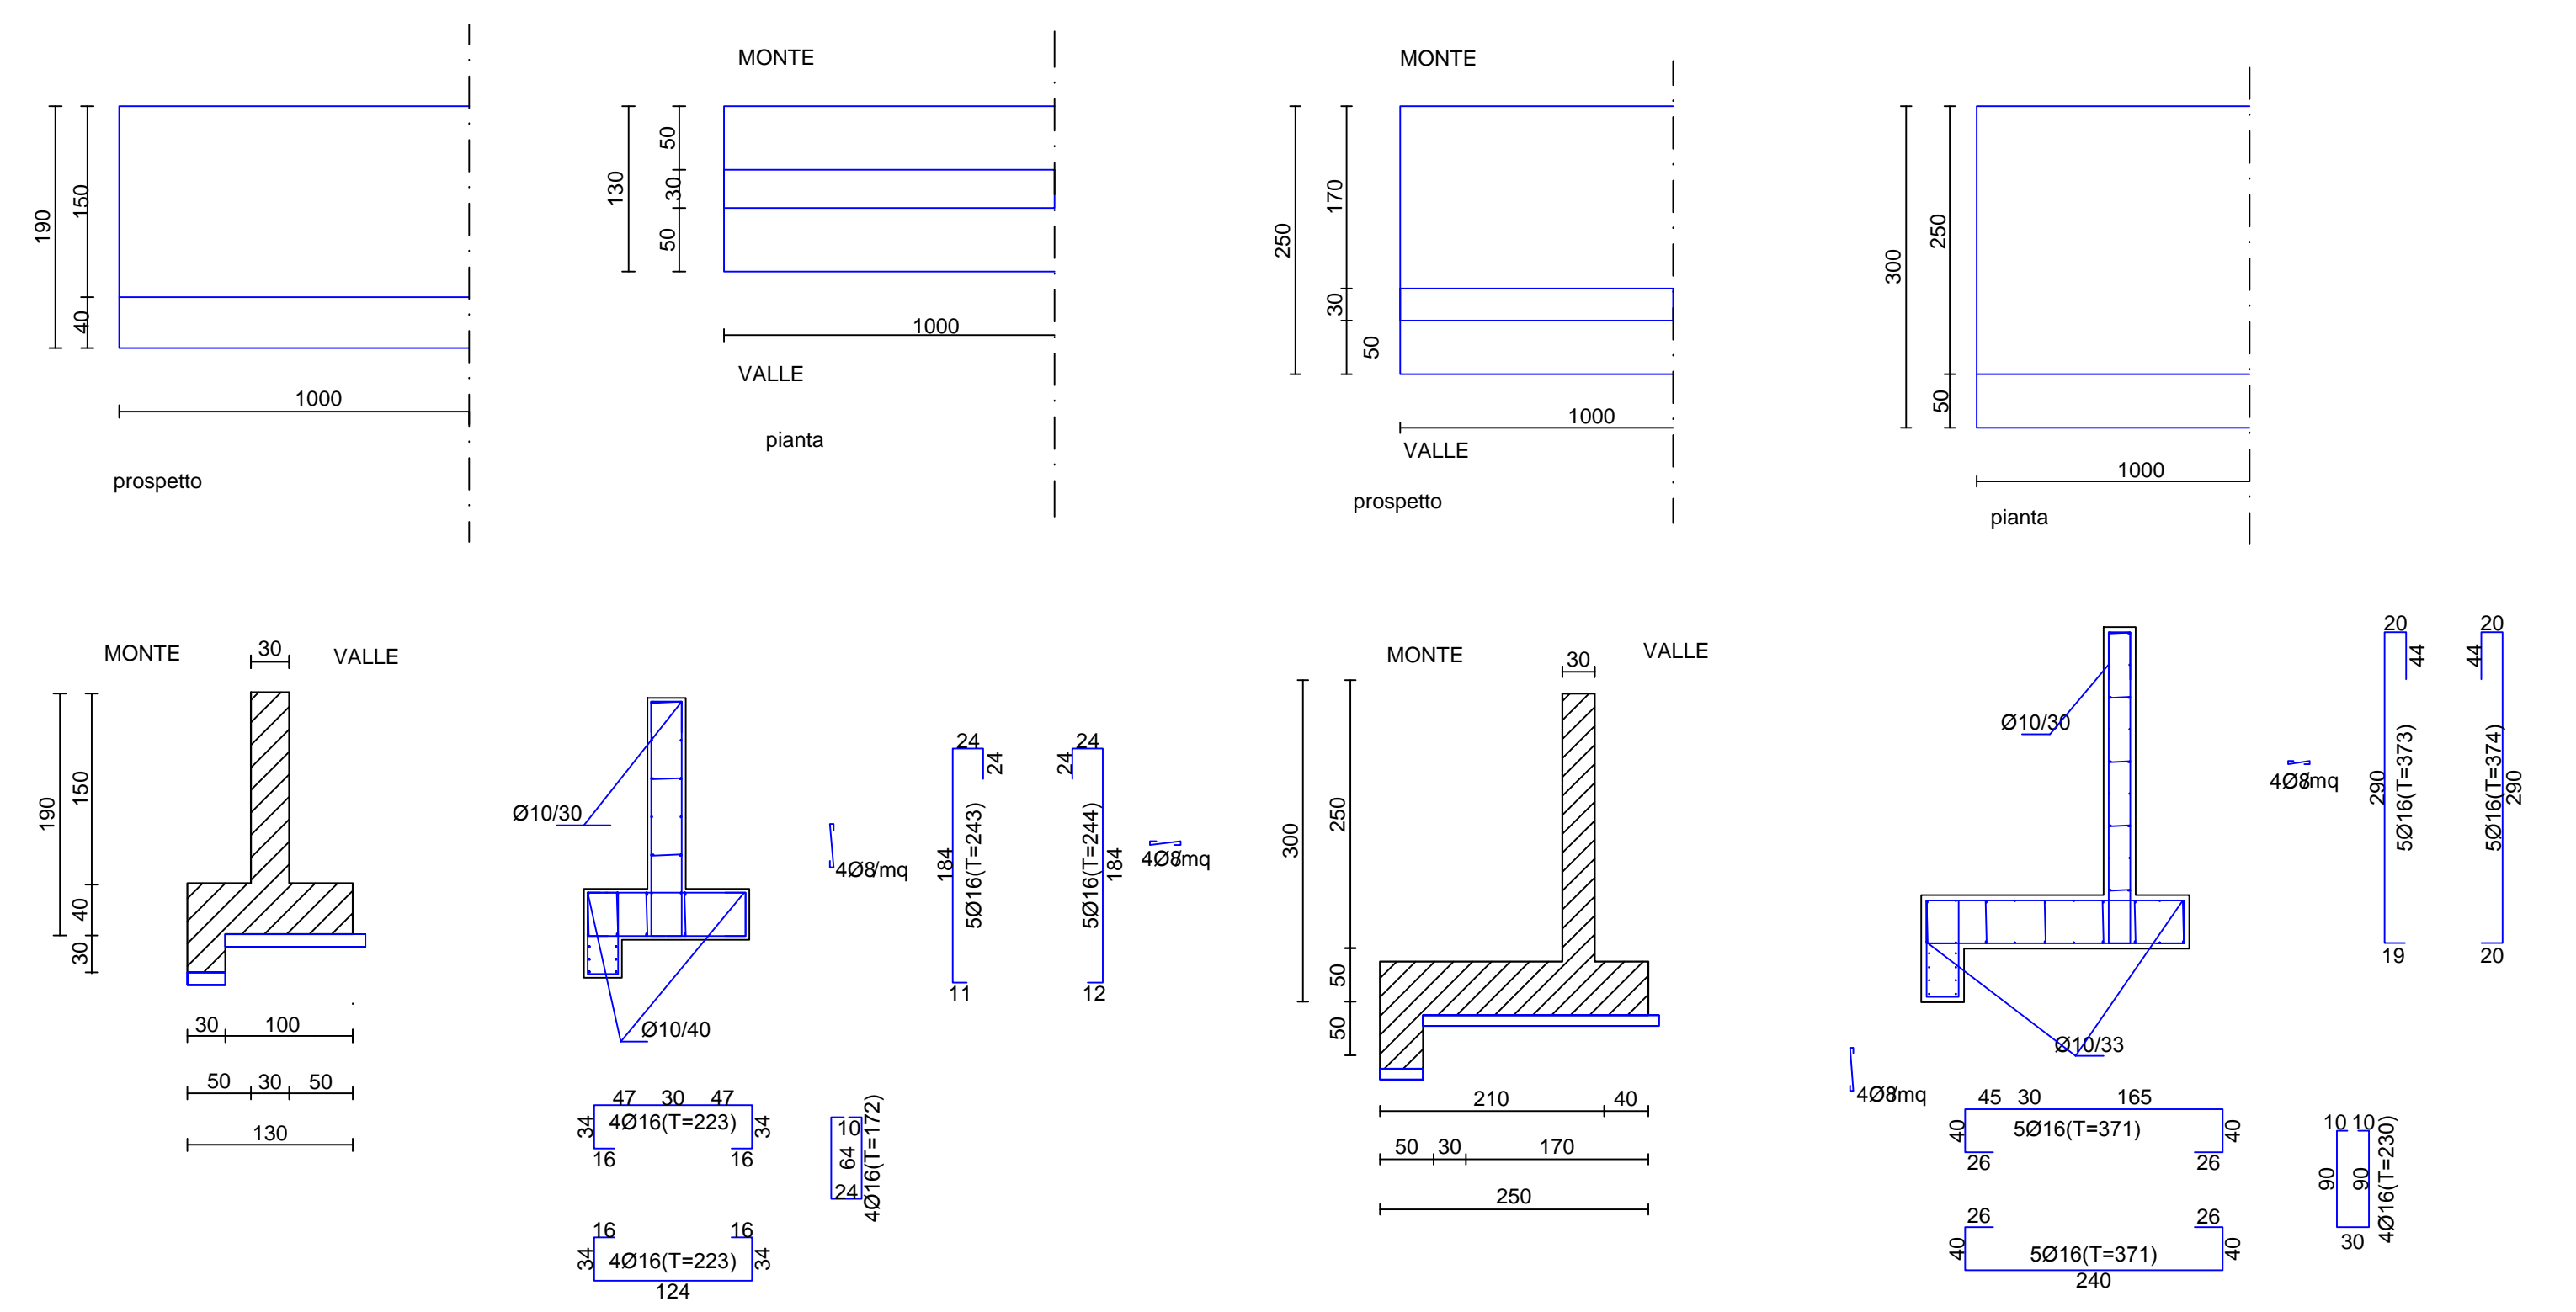 190
150
40
1000
prospetto
MONTE
130
50
30
50
1000
VALLE
pianta
MONTE
250
170
30
50
1000
VALLE
prospetto
300
250
50
1000
pianta
MONTE
30
VALLE
190
150
40
30
30 100
50 30 50
130
Ø10/30
Ø10/40
4Ø8/mq
24
24
184
5Ø16(T=243)
11
24
24
5Ø16(T=244)
184
12
4Ø8/mq
47 30 47
34
4Ø16(T=223)
34
16 16
10
64
24
4Ø16(T=172)
16 16
34
4Ø16(T=223)
34
124
MONTE
30
VALLE
300
250
50
50
210 40
50 30 170
250
Ø10/30
Ø10/33
4Ø8/mq
4Ø8/mq
20
44
290
5Ø16(T=373)
19
20
44
5Ø16(T=374)
290
20
45 30 165
40
5Ø16(T=371)
40
26 26
10 10
90
90
4Ø16(T=230)
30
26 26
40
5Ø16(T=371)
40
240